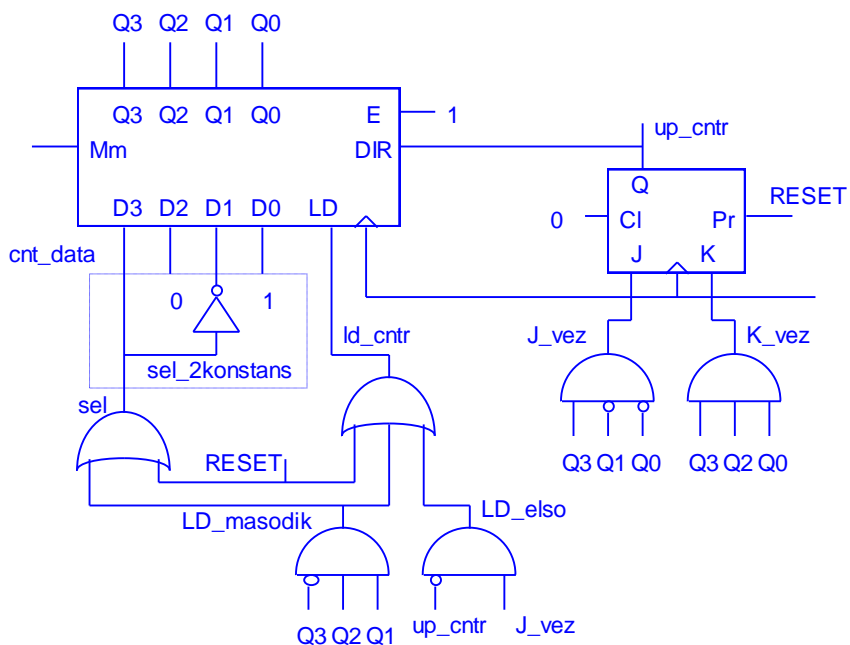 Q3 Q2 Q1 Q0
Q3 Q2 Q1 Q0 E 1
up_cntr
Mm DIR
Q
RESET
D3 D2 D1 D0 LD
0 Cl Pr
J K
cnt_data
0 1
ld_cntr
J_vez K_vez
sel_2konstans
sel
RESET
Q3 Q1 Q0 Q3 Q2 Q0
LD_elso
LD_masodik
Q3 Q2 Q1 up_cntr J_vez